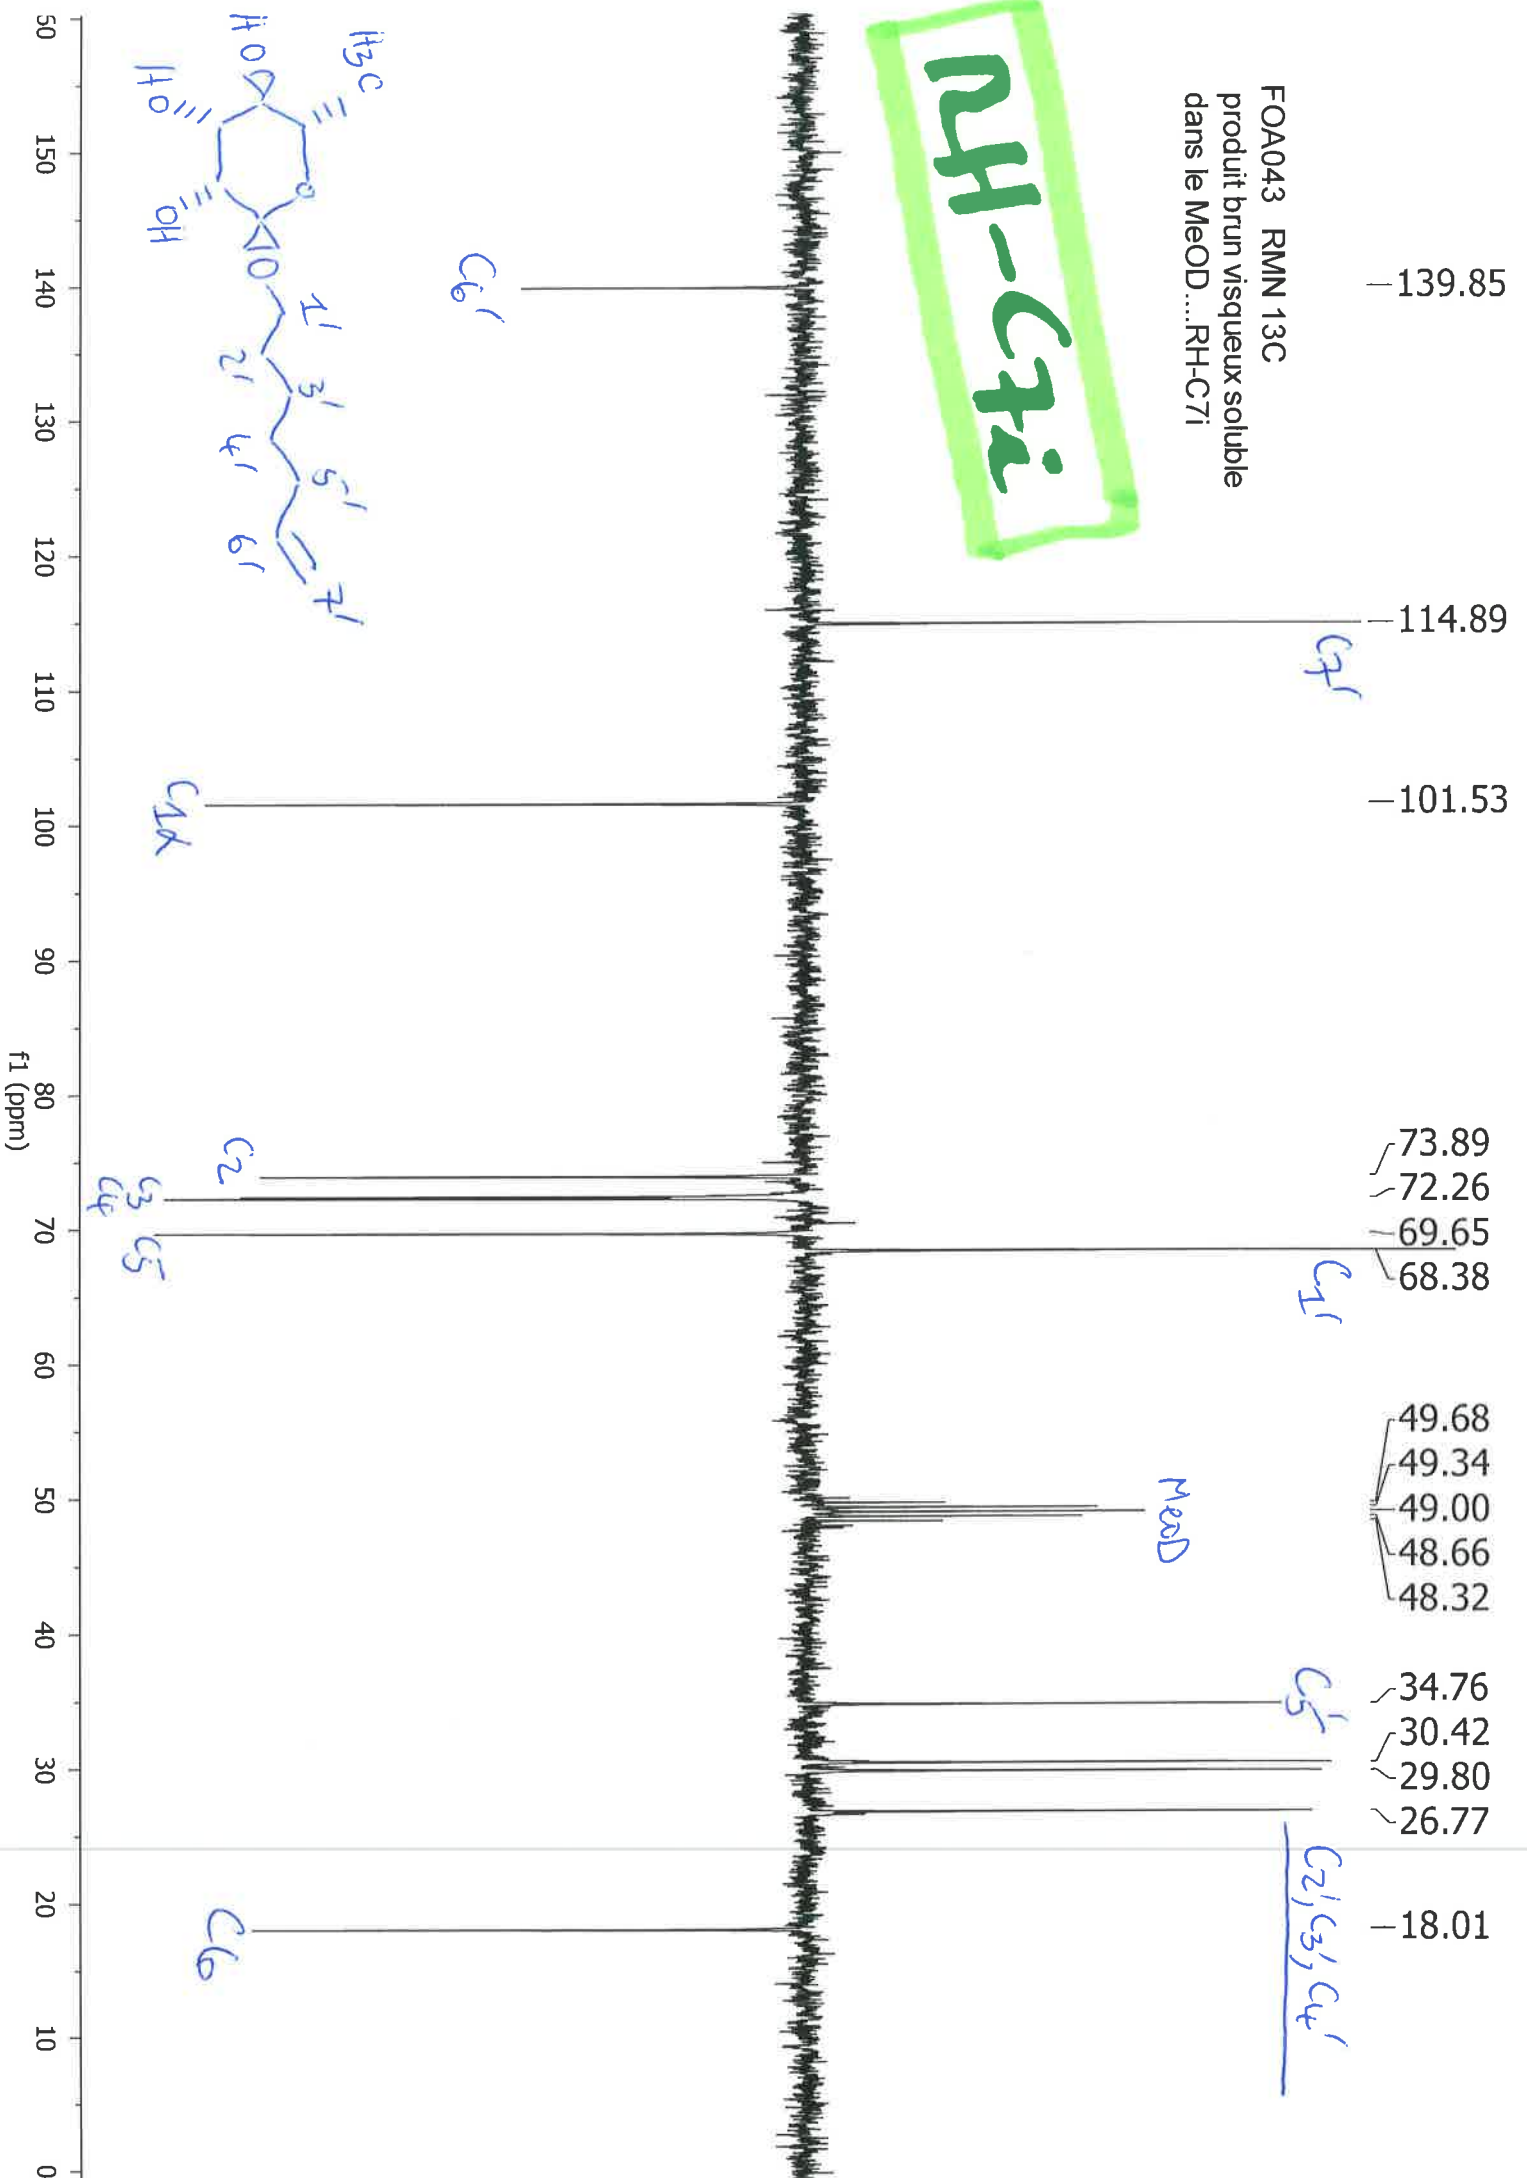 FOA043 RMN 13C
produit brun visqueux soluble
dans le MeOD....RH-C7i
RH-C7i
139.85
114.89
101.53
73.89
72.26
69.65
68.38
49.68
49.34
49.00
48.66
48.32
34.76
30.42
29.80
26.77
18.01
C7'
C1'
MeOD
C5'
C2', C3', C4'
C6'
C1α
C2
C3
C4
C5
C6
H3C
HO
HO
OH
O
O
1'
2'
3'
4'
5'
6'
7'
50
150
140
130
120
110
100
90
80
70
60
50
40
30
20
10
0
f1 (ppm)